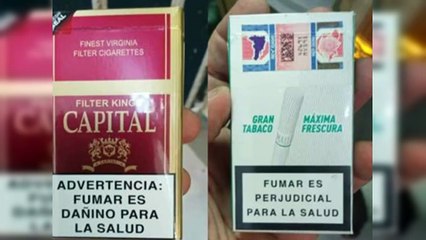 FINEST VIRGINIA
FILTER CIGARETTES
FILTER KINGS
CAPITAL
ADVERTENCIA:
FUMAR ES
DAÑINO PARA
LA SALUD
GRAN
TABACO
MÁXIMA
FRESCURA
FUMAR ES
PERJUDICIAL
PARA LA SALUD